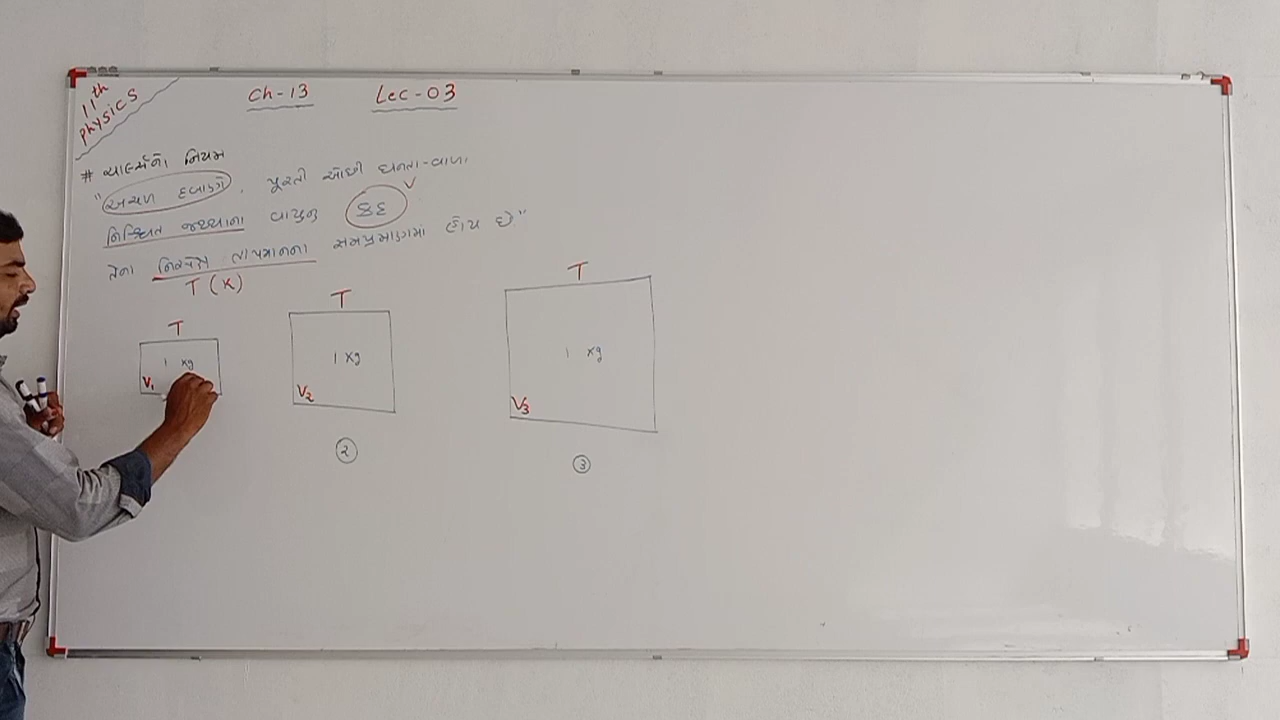 11th
physics
Ch-13 Lec-03
# ચાર્લ્સનો નિયમ
"અચળ દબાણે, પૂરતી ઓછી ઘનતા-વાળા
નિશ્ચિત જથ્થાના વાયુનું કદ V
તેના નિરપેક્ષ તાપમાનના સમપ્રમાણમાં હોય છે"
T (K)
T T T
1 kg 1 kg 1 kg
V₁ V₂ V₃
② ③